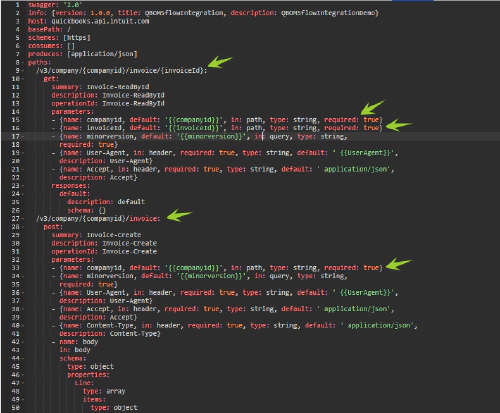 1 swagger: '2.0'
2 info: {version: 1.0.0, title: QBOMSflowIntegration, description: QBOMSflowIntegrationDemo}
3 host: quickbooks.api.intuit.com
4 basePath: /
5 schemes: [https]
6 consumes: []
7 produces: [application/json]
8 paths:
9 /v3/company/{companyid}/invoice/{invoiceId}:
10 get:
11 summary: Invoice-ReadById
12 description: Invoice-ReadById
13 operationId: Invoice-ReadById
14 parameters:
15 - {name: companyid, default: '{{companyid}}', in: path, type: string, required: true}
16 - {name: invoiceId, default: '{{invoiceId}}', in: path, type: string, required: true}
17 - {name: minorversion, default: '{{minorversion}}', in: query, type: string,
18 required: true}
19 - {name: User-Agent, in: header, required: true, type: string, default: ' {{UserAgent}}',
20 description: User-Agent}
21 - {name: Accept, in: header, required: true, type: string, default: ' application/json',
22 description: Accept}
23 responses:
24 default:
25 description: default
26 schema: {}
27 /v3/company/{companyid}/invoice:
28 post:
29 summary: Invoice-Create
30 description: Invoice-Create
31 operationId: Invoice-Create
32 parameters:
33 - {name: companyid, default: '{{companyid}}', in: path, type: string, required: true}
34 - {name: minorversion, default: '{{minorversion}}', in: query, type: string,
35 required: true}
36 - {name: User-Agent, in: header, required: true, type: string, default: ' {{UserAgent}}',
37 description: User-Agent}
38 - {name: Accept, in: header, required: true, type: string, default: ' application/json',
39 description: Accept}
40 - {name: Content-Type, in: header, required: true, type: string, default: ' application/json',
41 description: Content-Type}
42 - name: body
43 in: body
44 schema:
45 type: object
46 properties:
47 Line:
48 type: array
49 items:
50 type: object